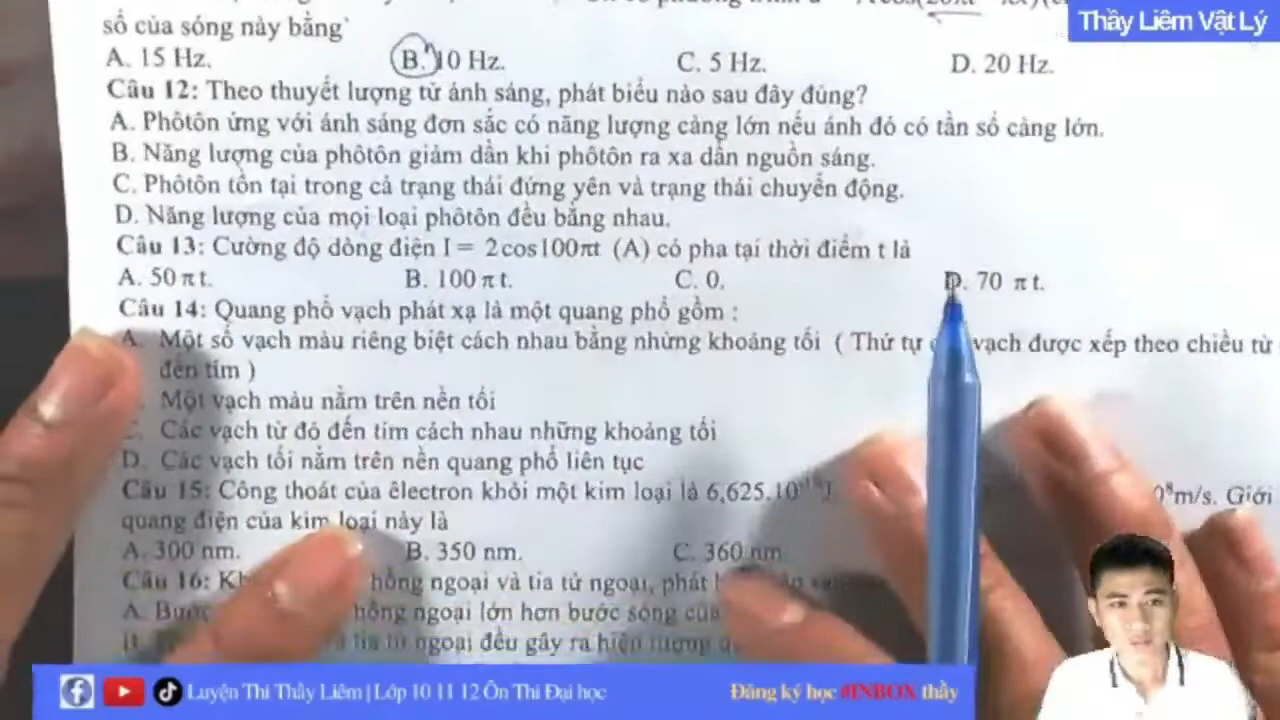 Thầy Liêm Vật Lý
số của sóng này bằng
A. 15 Hz. B. 10 Hz. C. 5 Hz. D. 20 Hz.
Câu 12: Theo thuyết lượng tử ánh sáng, phát biểu nào sau đây đúng?
A. Phôtôn ứng với ánh sáng đơn sắc có năng lượng càng lớn nếu ánh đó có tần số càng lớn.
B. Năng lượng của phôtôn giảm dần khi phôtôn ra xa dần nguồn sáng.
C. Phôtôn tồn tại trong cả trạng thái đứng yên và trạng thái chuyển động.
D. Năng lượng của mọi loại phôtôn đều bằng nhau.
Câu 13: Cường độ dòng điện I = 2cos100πt (A) có pha tại thời điểm t là
A. 50 π t. B. 100 π t. C. 0. D. 70 π t.
Câu 14: Quang phổ vạch phát xạ là một quang phổ gồm :
A. Một số vạch màu riêng biệt cách nhau bằng những khoảng tối ( Thứ tự vạch được xếp theo chiều từ
đến tím )
Một vạch màu nằm trên nền tối
Các vạch từ đỏ đến tím cách nhau những khoảng tối
D. Các vạch tối nằm trên nền quang phổ liên tục
Câu 15: Công thoát của êlectron khỏi một kim loại là m/s. Giới
quang điện của kim loại này là
A. 300 nm. B. 350 nm. C. 360 nm
Câu 16: hồng ngoại và tia tử ngoại, phát
A. hồng ngoại lớn hơn bước sóng của
ngoại đều gây ra hiện tượng
Luyện Thi Thầy Liêm | Lớp 10 11 12 Ôn Thi Đại học Đăng ký học #INBOX thầy